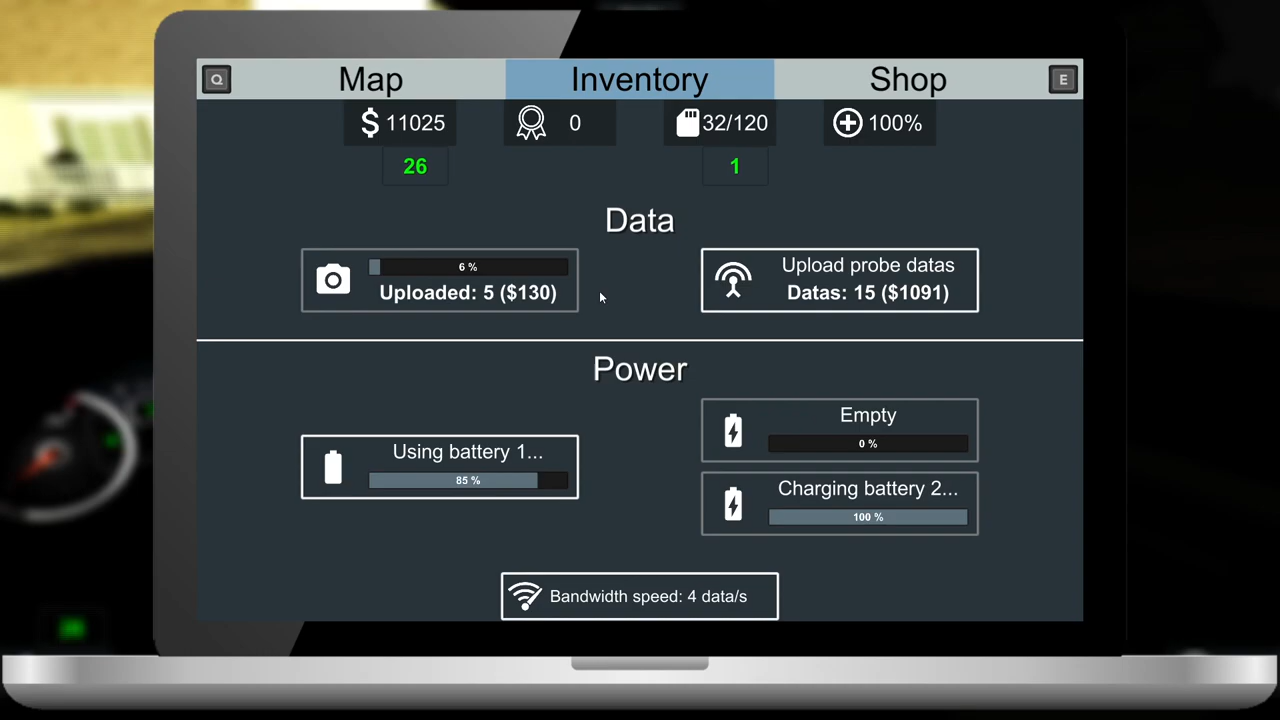 Q
Map
Inventory
Shop
E
$ 11025
0
32/120
100%
26
1
Data
6 %
Uploaded: 5 ($130)
Upload probe datas
Datas: 15 ($1091)
Power
Using battery 1...
85 %
Empty
0 %
Charging battery 2...
100 %
Bandwidth speed: 4 data/s